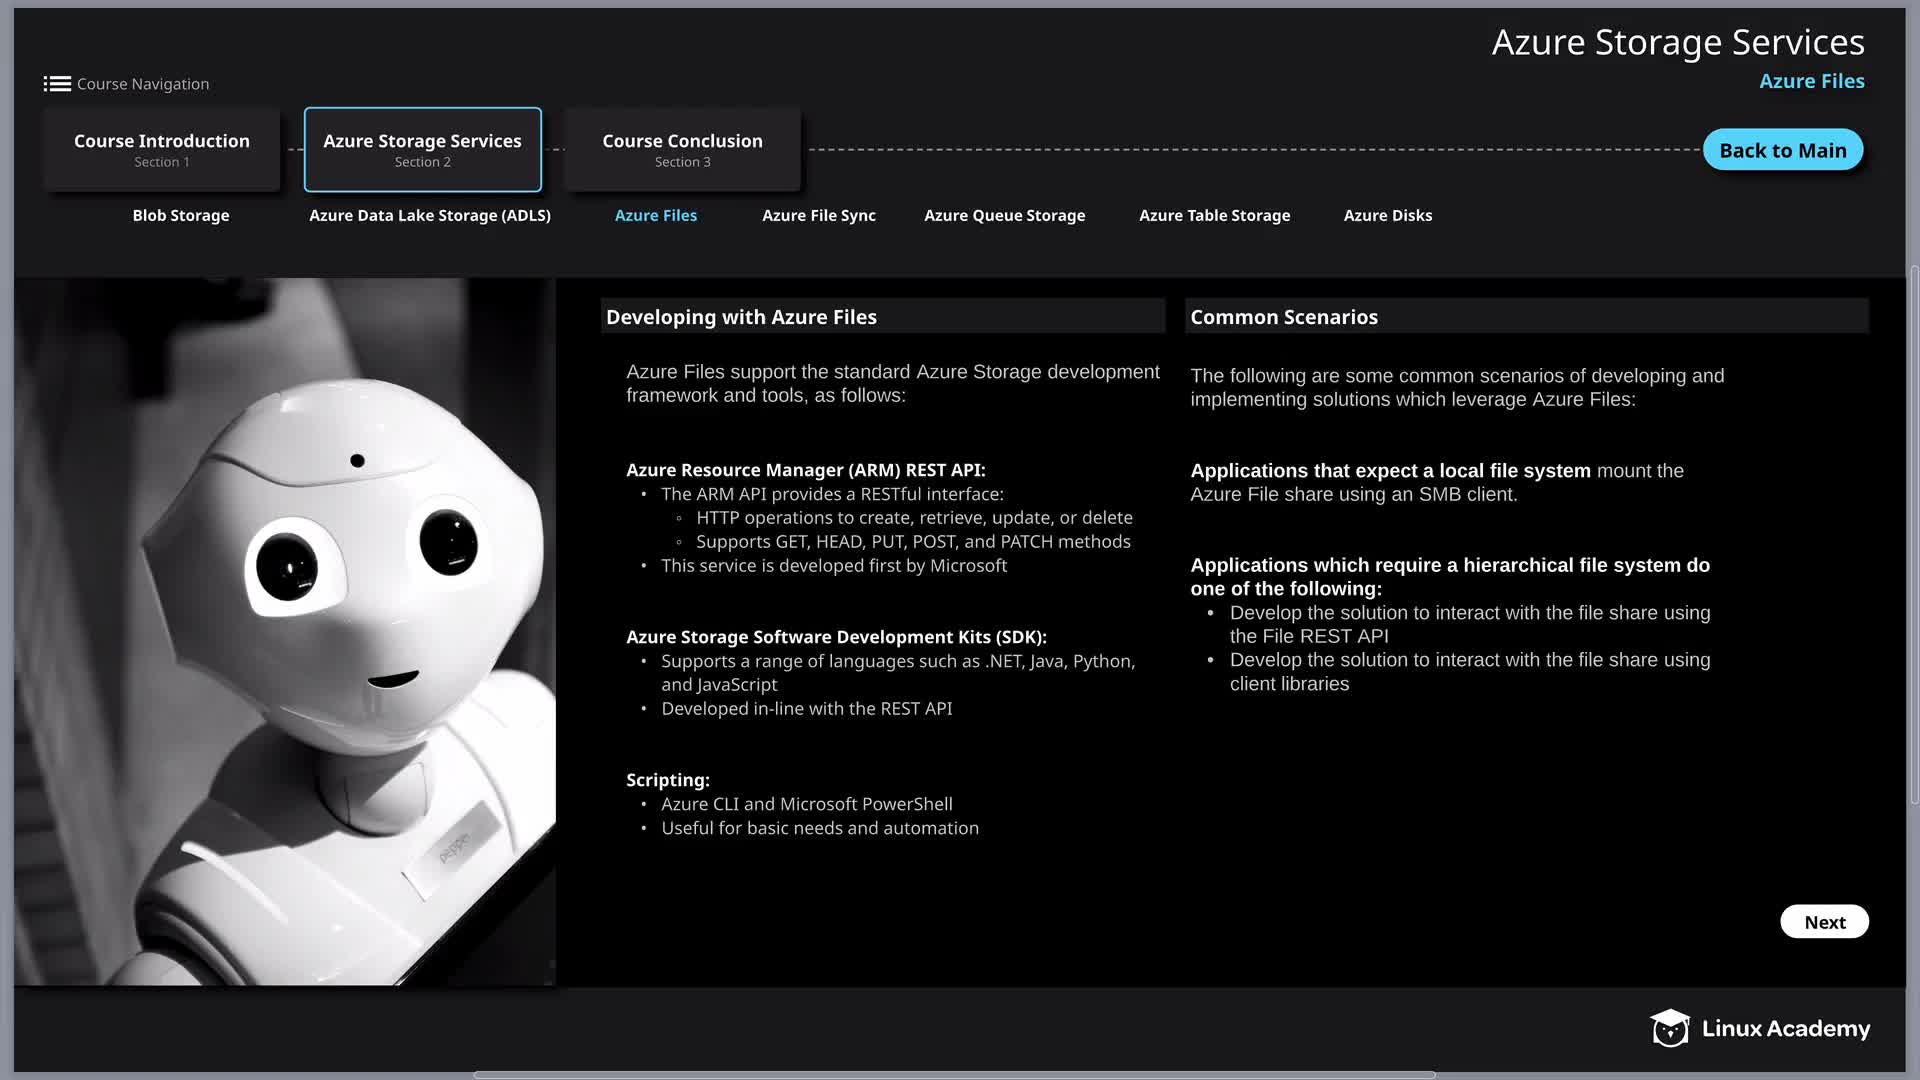 Azure Storage Services
Azure Files
Course Navigation
Course Introduction
Section 1
Azure Storage Services
Section 2
Course Conclusion
Section 3
Back to Main
Blob Storage
Azure Data Lake Storage (ADLS)
Azure Files
Azure File Sync
Azure Queue Storage
Azure Table Storage
Azure Disks
Developing with Azure Files
Azure Files support the standard Azure Storage development
framework and tools, as follows:
Azure Resource Manager (ARM) REST API:
• The ARM API provides a RESTful interface:
◦ HTTP operations to create, retrieve, update, or delete
◦ Supports GET, HEAD, PUT, POST, and PATCH methods
• This service is developed first by Microsoft
Azure Storage Software Development Kits (SDK):
• Supports a range of languages such as .NET, Java, Python,
and JavaScript
• Developed in-line with the REST API
Scripting:
• Azure CLI and Microsoft PowerShell
• Useful for basic needs and automation
Common Scenarios
The following are some common scenarios of developing and
implementing solutions which leverage Azure Files:
Applications that expect a local file system mount the
Azure File share using an SMB client.
Applications which require a hierarchical file system do
one of the following:
• Develop the solution to interact with the file share using
the File REST API
• Develop the solution to interact with the file share using
client libraries
pepper
Next
Linux Academy